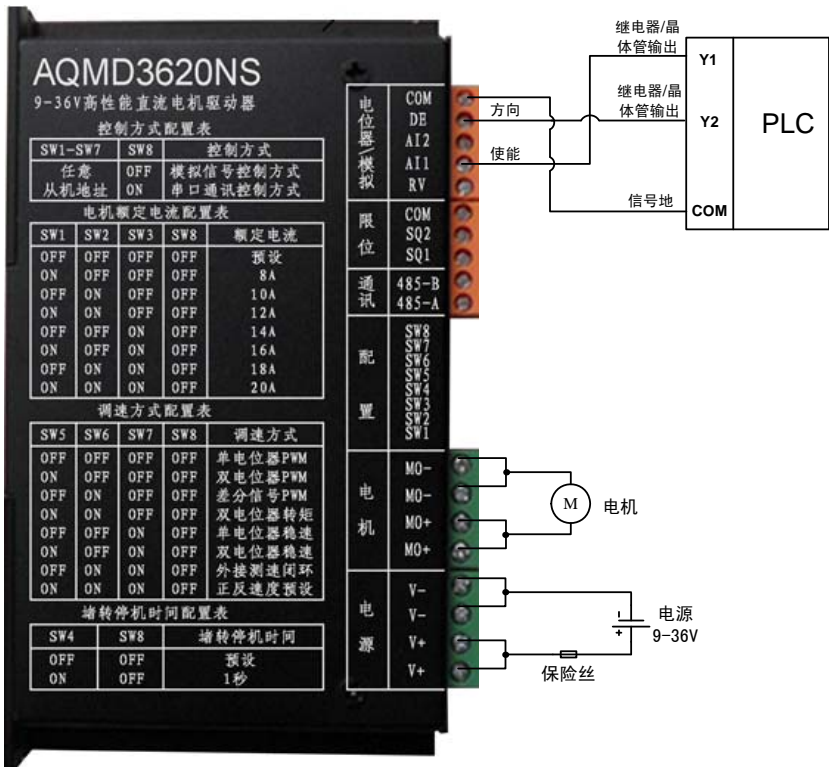 AQMD3620NS
9-36V高性能直流电机驱动器
控制方式配置表
SW1-SW7 SW8 控制方式
任意 OFF 模拟信号控制方式
从机地址 ON 串口通讯控制方式
电机额定电流配置表
SW1 SW2 SW3 SW8 额定电流
OFF OFF OFF OFF 预设
ON OFF OFF OFF 8A
OFF ON OFF OFF 10A
ON ON OFF OFF 12A
OFF OFF ON OFF 14A
ON OFF ON OFF 16A
OFF ON ON OFF 18A
ON ON ON OFF 20A
调速方式配置表
SW5 SW6 SW7 SW8 调速方式
OFF OFF OFF OFF 单电位器PWM
ON OFF OFF OFF 双电位器PWM
OFF ON OFF OFF 差分信号PWM
ON ON OFF OFF 双电位器转矩
OFF OFF ON OFF 单电位器稳速
ON OFF ON OFF 双电位器稳速
OFF ON ON OFF 外接测速闭环
ON ON ON OFF 正反速度预设
堵转停机时间配置表
SW4 SW8 堵转停机时间
OFF OFF 预设
ON OFF 1秒
电位器/模拟
COM
DE
AI2
AI1
RV
限位
COM
SQ2
SQ1
通讯
485-B
485-A
配置
SW8
SW7
SW6
SW5
SW4
SW3
SW2
SW1
电机
MO-
MO-
MO+
MO+
电源
V-
V-
V+
V+
方向
使能
信号地
继电器/晶
体管输出
继电器/晶
体管输出
Y1
Y2
COM
PLC
M
电机
-
+
电源
9-36V
保险丝